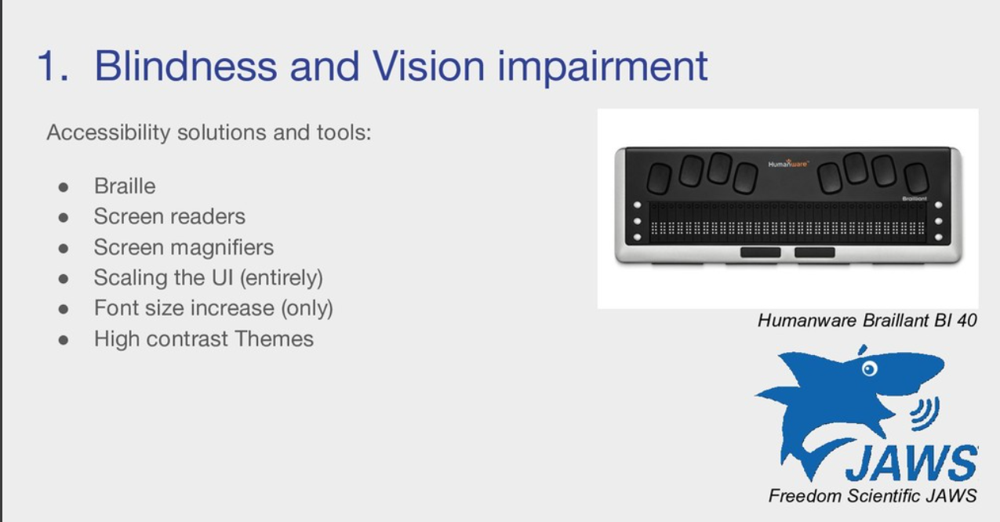 1. Blindness and Vision impairment
Accessibility solutions and tools:
● Braille
● Screen readers
● Screen magnifiers
● Scaling the UI (entirely)
● Font size increase (only)
● High contrast Themes
Humanware™
Brailliant
Humanware Braillant BI 40
JAWS
Freedom Scientific JAWS